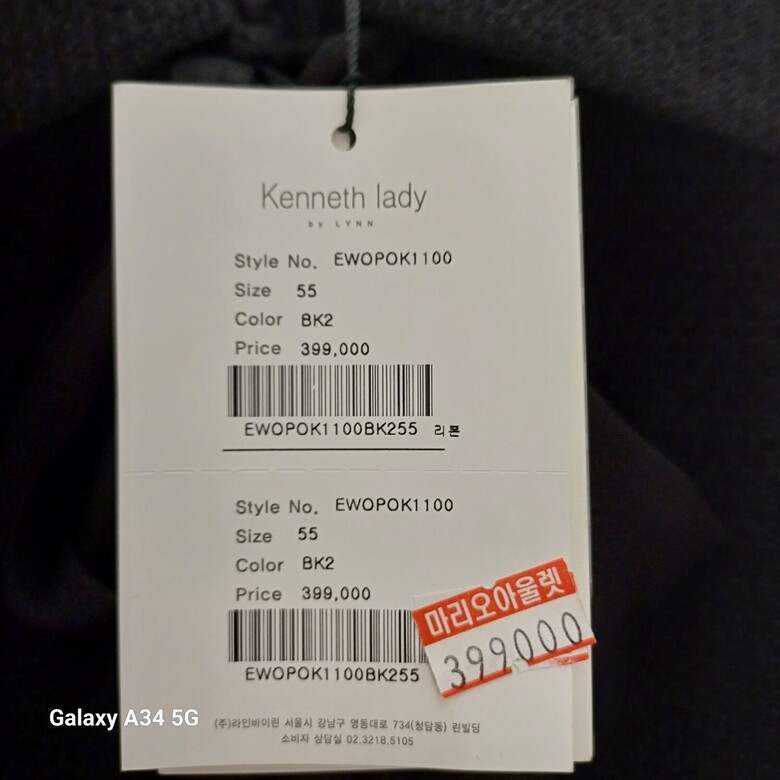 Kenneth lady
by LYNN
Style No. EWOPOK1100
Size 55
Color BK2
Price 399,000
EWOPOK1100BK255 리몬
Style No. EWOPOK1100
Size 55
Color BK2
Price 399,000
EWOPOK1100BK255
마리오아울렛
399000
(주)라인바이린 서울시 강남구 영동대로 734(청담동) 린빌딩
소비자 상담실 02.3218.5105
Galaxy A34 5G